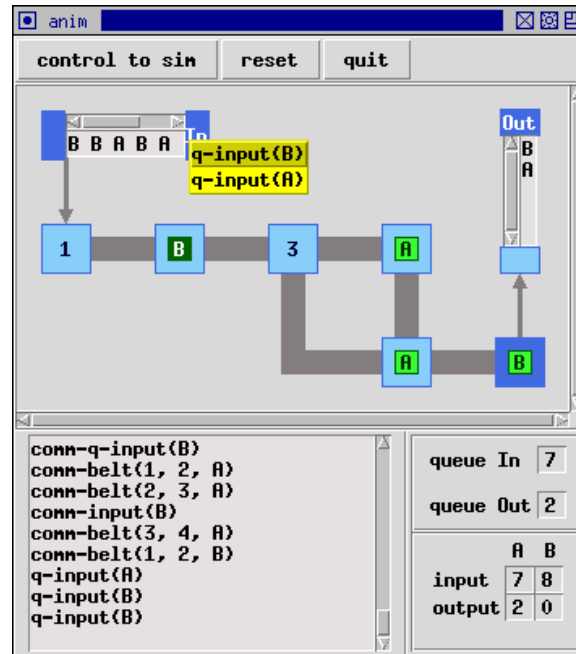 anim
control to sim reset quit
Out
In
B B A B A
B
A
q-input(B)
q-input(A)
1 B 3 A
A B
comm-q-input(B)
comm-belt(1, 2, A)
comm-belt(2, 3, A)
comm-input(B)
comm-belt(3, 4, A)
comm-belt(1, 2, B)
q-input(A)
q-input(B)
q-input(B)
queue In 7
queue Out 2
A B
input 7 8
output 2 0